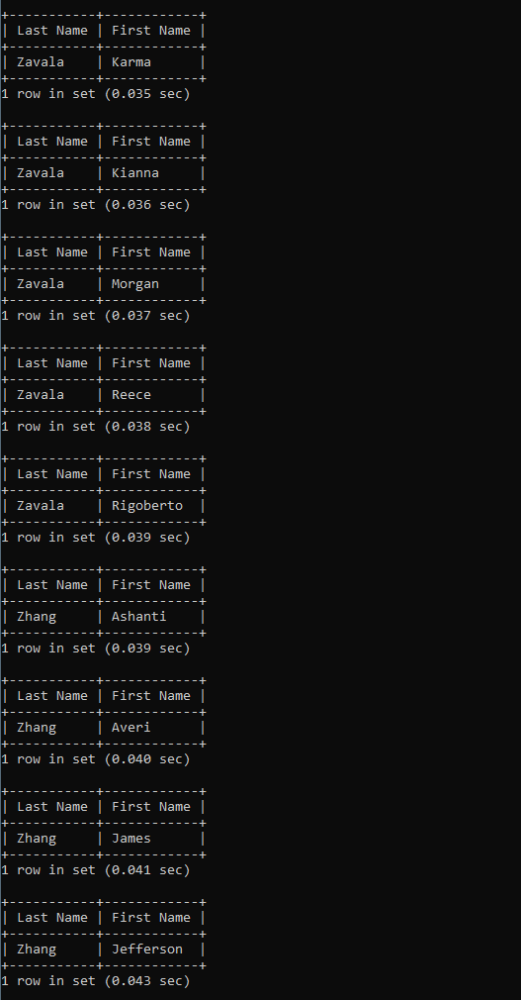 +-----------+------------+
| Last Name | First Name |
+-----------+------------+
| Zavala    | Karma      |
+-----------+------------+
1 row in set (0.035 sec)

+-----------+------------+
| Last Name | First Name |
+-----------+------------+
| Zavala    | Kianna     |
+-----------+------------+
1 row in set (0.036 sec)

+-----------+------------+
| Last Name | First Name |
+-----------+------------+
| Zavala    | Morgan     |
+-----------+------------+
1 row in set (0.037 sec)

+-----------+------------+
| Last Name | First Name |
+-----------+------------+
| Zavala    | Reece      |
+-----------+------------+
1 row in set (0.038 sec)

+-----------+------------+
| Last Name | First Name |
+-----------+------------+
| Zavala    | Rigoberto  |
+-----------+------------+
1 row in set (0.039 sec)

+-----------+------------+
| Last Name | First Name |
+-----------+------------+
| Zhang     | Ashanti    |
+-----------+------------+
1 row in set (0.039 sec)

+-----------+------------+
| Last Name | First Name |
+-----------+------------+
| Zhang     | Averi      |
+-----------+------------+
1 row in set (0.040 sec)

+-----------+------------+
| Last Name | First Name |
+-----------+------------+
| Zhang     | James      |
+-----------+------------+
1 row in set (0.041 sec)

+-----------+------------+
| Last Name | First Name |
+-----------+------------+
| Zhang     | Jefferson  |
+-----------+------------+
1 row in set (0.043 sec)